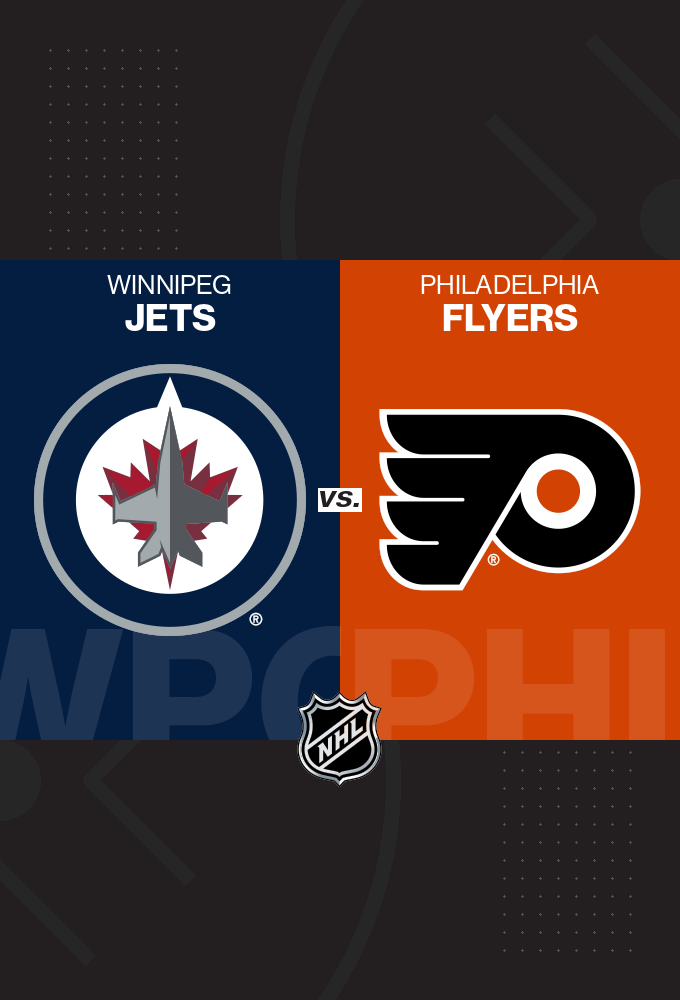 WINNIPEG
JETS
PHILADELPHIA
FLYERS
vs.
®
®
WPG
PHI
NHL